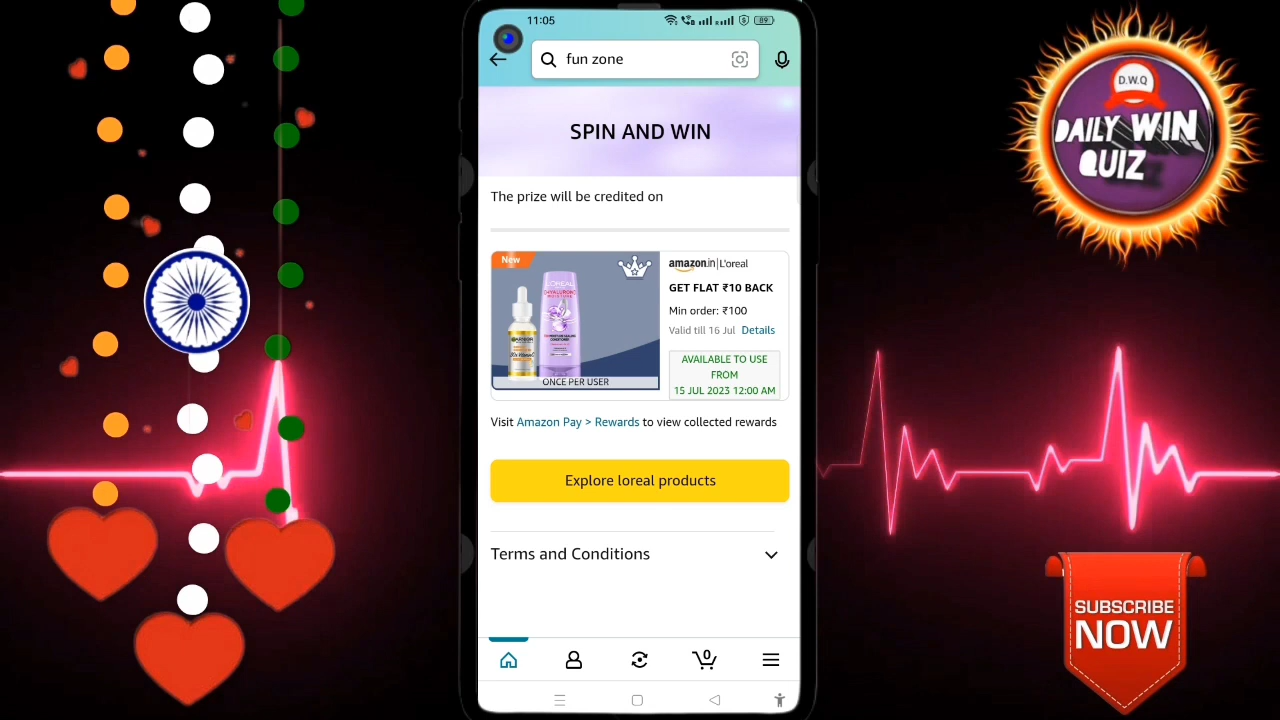 11:05
89
fun zone
SPIN AND WIN
The prize will be credited on
New
amazon.in | L'oreal
GET FLAT ₹10 BACK
Min order: ₹100
Valid till 16 Jul Details
AVAILABLE TO USE
FROM
15 JUL 2023 12:00 AM
ONCE PER USER
Visit Amazon Pay > Rewards to view collected rewards
Explore loreal products
Terms and Conditions
0
D.W.Q
DAILY WIN
QUIZ
SUBSCRIBE
NOW